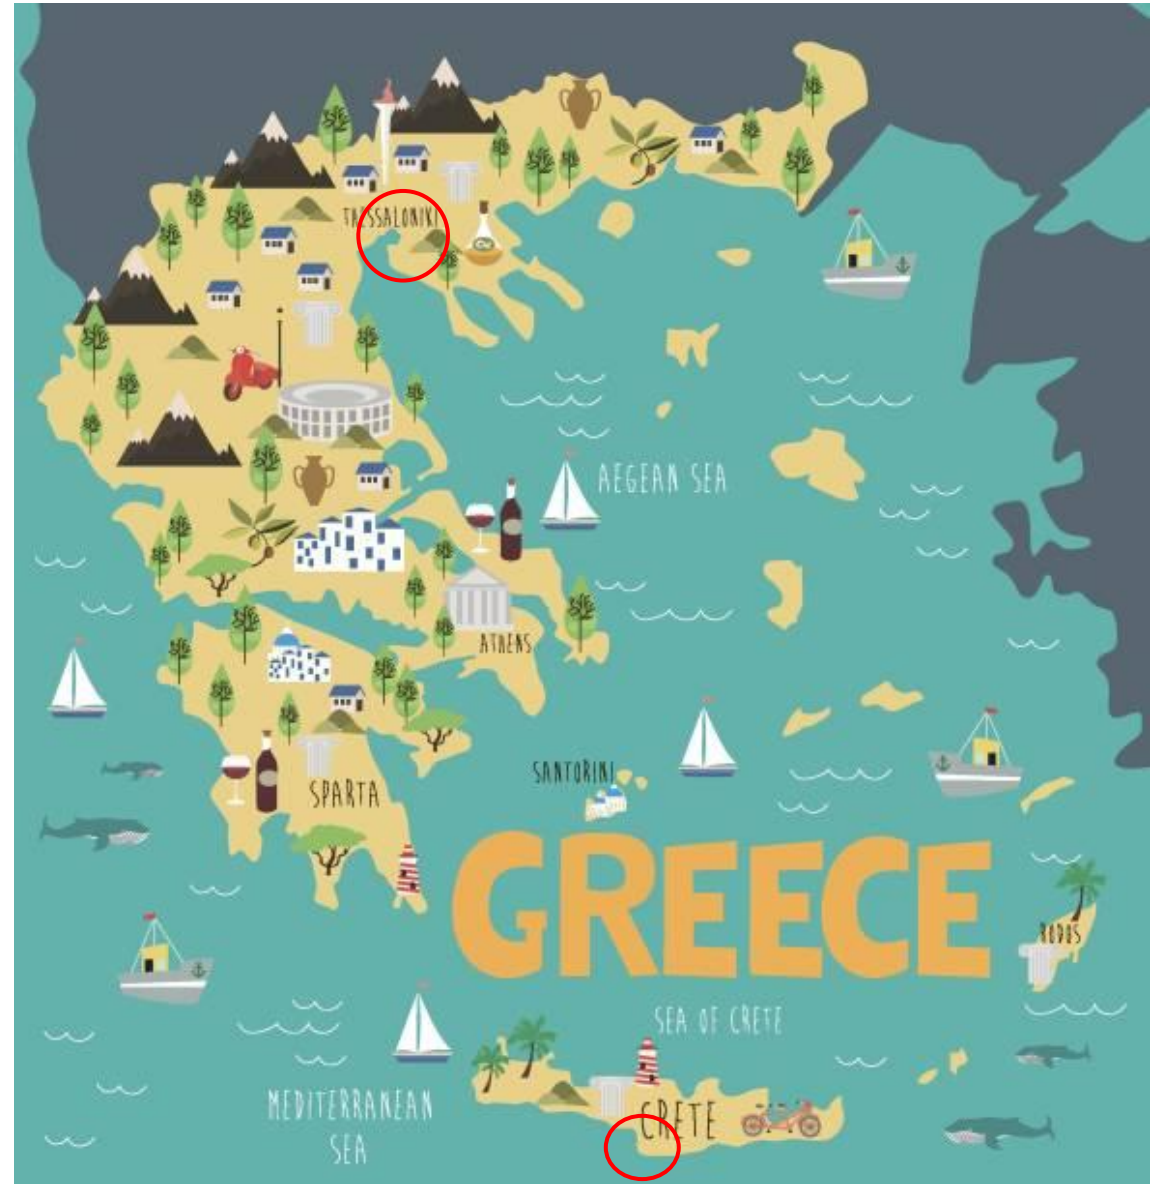 THESSALONIKI
AEGEAN SEA
ATHENS
SANTORINI
SPARTA
GREECE
RODOS
SEA OF CRETE
MEDITERRANEAN
SEA
CRETE